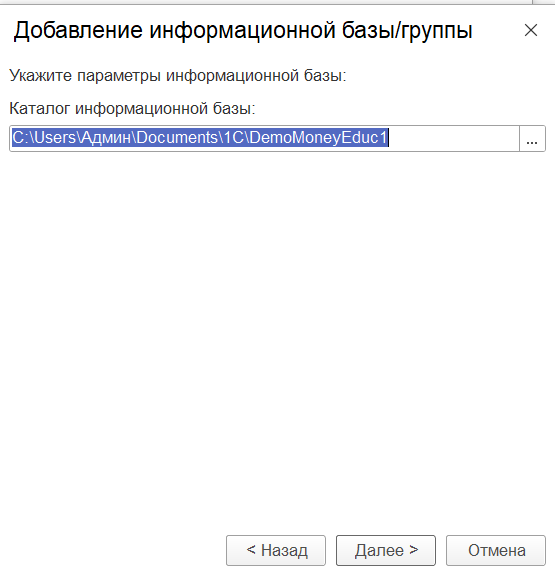 Добавление информационной базы/группы
Укажите параметры информационной базы:
Каталог информационной базы:
C:\Users\Админ\Documents\1C\DemoMoneyEduc1
...
< Назад
Далее >
Отмена